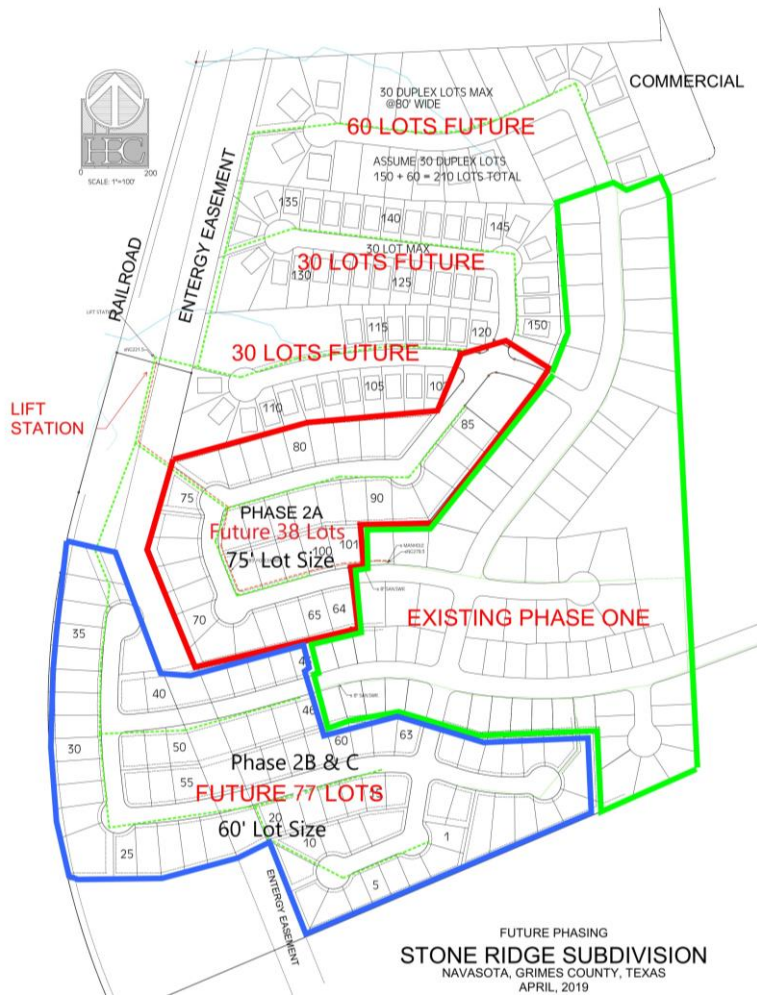 COMMERCIAL
30 DUPLEX LOTS MAX
@80' WIDE
60 LOTS FUTURE
ASSUME 30 DUPLEX LOTS
150 + 60 = 210 LOTS TOTAL
HEC
0 200
SCALE: 1"=100'
RAILROAD
ENTERGY EASEMENT
135
140
145
30 LOT MAX
30 LOTS FUTURE
130
125
150
115
120
30 LOTS FUTURE
105
110
LIFT
STATION
85
80
75
90
PHASE 2A
Future 38 Lots
100
101
75' Lot Size
65
64
70
EXISTING PHASE ONE
35
40
46
30
50
60
63
Phase 2B & C
55
FUTURE 77 LOTS
20
60' Lot Size
10
1
25
5
ENTERGY EASEMENT
FUTURE PHASING
STONE RIDGE SUBDIVISION
NAVASOTA, GRIMES COUNTY, TEXAS
APRIL, 2019